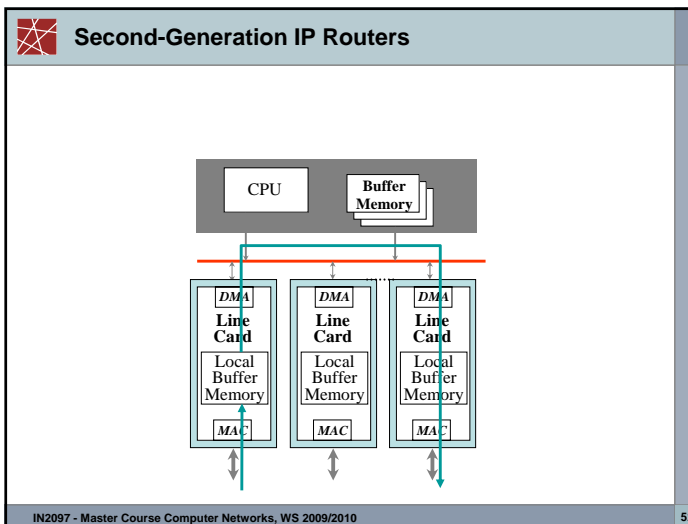 Second-Generation IP Routers
CPU
Buffer
Memory
DMA
Line
Card
Local
Buffer
Memory
MAC
DMA
Line
Card
Local
Buffer
Memory
MAC
DMA
Line
Card
Local
Buffer
Memory
MAC
IN2097 - Master Course Computer Networks, WS 2009/2010
5